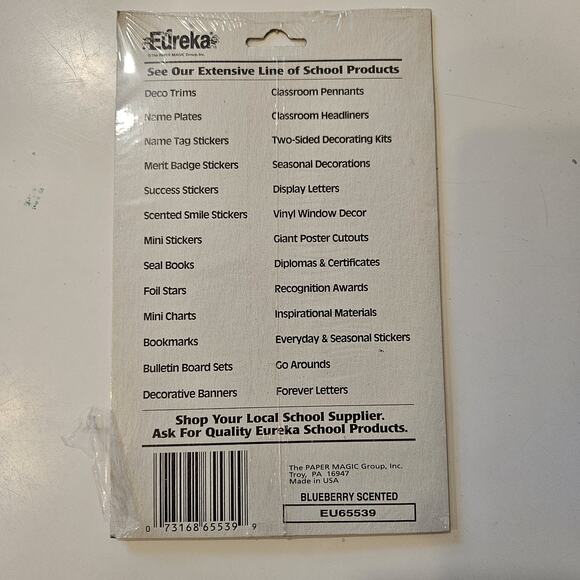 Eureka
© The PAPER MAGIC Group, Inc.
See Our Extensive Line of School Products
Deco Trims
Name Plates
Name Tag Stickers
Merit Badge Stickers
Success Stickers
Scented Smile Stickers
Mini Stickers
Seal Books
Foil Stars
Mini Charts
Bookmarks
Bulletin Board Sets
Decorative Banners
Classroom Pennants
Classroom Headliners
Two-Sided Decorating Kits
Seasonal Decorations
Display Letters
Vinyl Window Decor
Giant Poster Cutouts
Diplomas & Certificates
Recognition Awards
Inspirational Materials
Everyday & Seasonal Stickers
Go Arounds
Forever Letters
Shop Your Local School Supplier.
Ask For Quality Eureka School Products.
0 73168 65539 9
The PAPER MAGIC Group, Inc.
Troy, PA 16947
Made in USA
BLUEBERRY SCENTED
EU65539